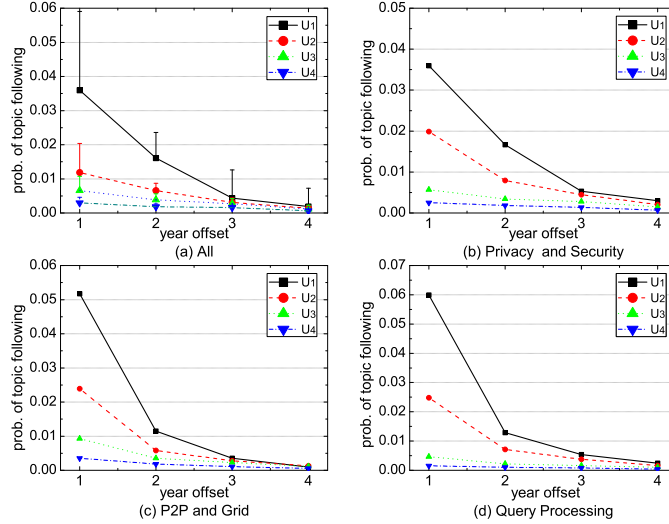 0.06
0.05
0.04
0.03
0.02
0.01
0.00
prob. of topic following
U1
U2
U3
U4
1 2 3 4
year offset
(a) All
0.05
0.04
0.03
0.02
0.01
0.00
prob. of topic following
U1
U2
U3
U4
1 2 3 4
year offset
(b) Privacy and Security
0.06
0.05
0.04
0.03
0.02
0.01
0.00
prob. of topic following
U1
U2
U3
U4
1 2 3 4
year offset
(c) P2P and Grid
0.07
0.06
0.05
0.04
0.03
0.02
0.01
0.00
prob. of topic following
U1
U2
U3
U4
1 2 3 4
year offset
(d) Query Processing